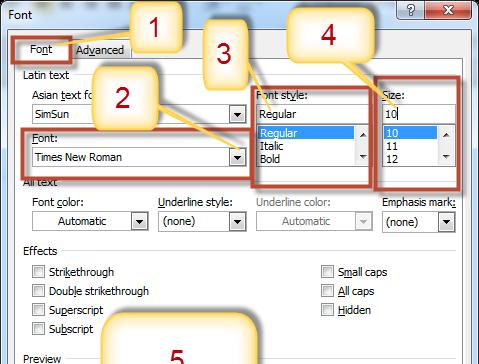 Font
?
1
Font
Advanced
Latin text
2
3
4
Asian text fo
Font style:
Size:
SimSun
Regular
10
Font:
Times New Roman
Regular
Italic
Bold
10
11
12
All text
Font color:
Underline style:
Underline color:
Emphasis mark:
Automatic
(none)
Automatic
(none)
Effects
Strikethrough
Small caps
Double strikethrough
All caps
Superscript
Hidden
Subscript
5
Preview